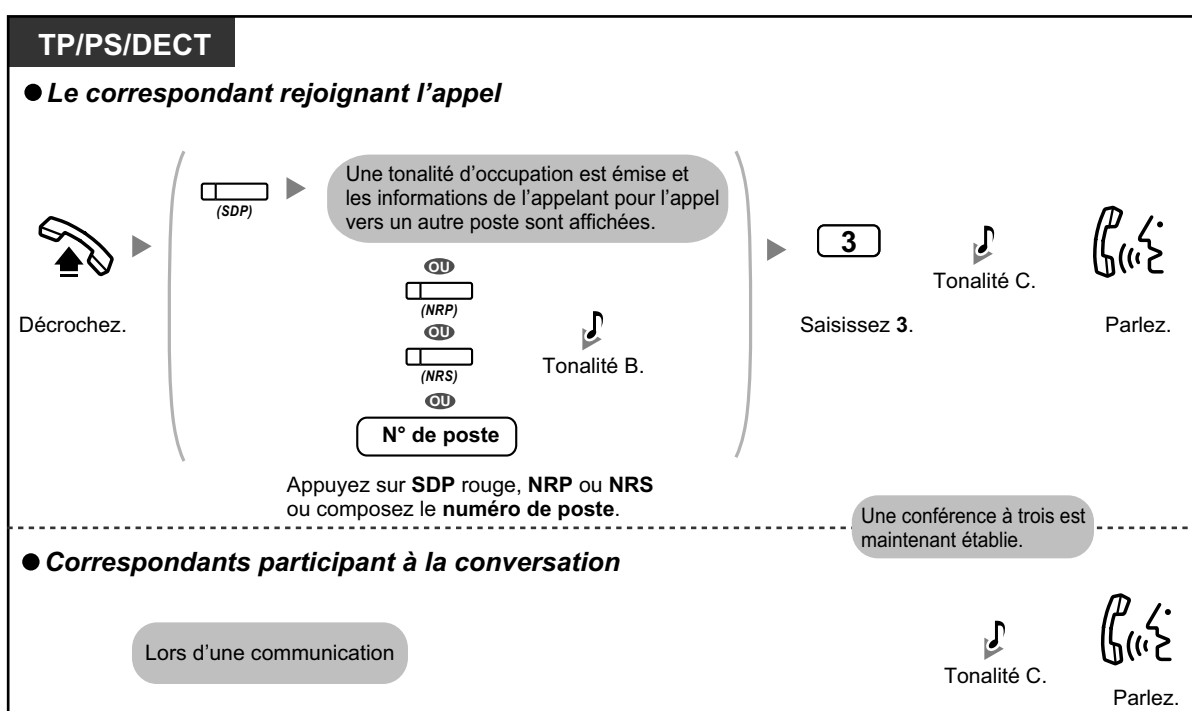 TP/PS/DECT
● Le correspondant rejoignant l'appel
Décrochez.
(SDP)
Une tonalité d'occupation est émise et
les informations de l'appelant pour l'appel
vers un autre poste sont affichées.
OU
(NRP)
OU
(NRS)
OU
N° de poste
Tonalité B.
Appuyez sur SDP rouge, NRP ou NRS
ou composez le numéro de poste.
3
Saisissez 3.
Tonalité C.
Parlez.
Une conférence à trois est
maintenant établie.
● Correspondants participant à la conversation
Lors d'une communication
Tonalité C.
Parlez.